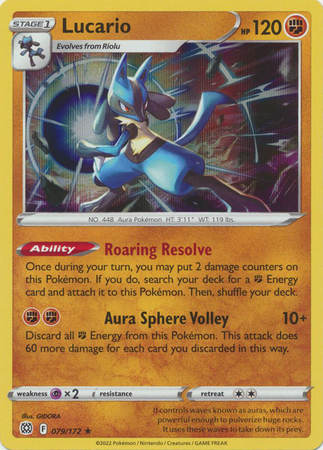 STAGE 1 Lucario HP 120
Evolves from Riolu
NO. 448 Aura Pokémon HT: 3'11" WT: 119 lbs.
Ability Roaring Resolve
Once during your turn, you may put 2 damage counters
on this Pokémon. If you do, search your deck for a Energy
card and attach it to this Pokémon. Then, shuffle your deck.
Aura Sphere Volley 10+
Discard all Energy from this Pokémon. This attack does
60 more damage for each card you discarded in this way.
weakness ×2 resistance retreat
Illus. GIDORA
F 079/172 ★
It controls waves known as auras, which are
powerful enough to pulverize huge rocks.
It uses these waves to take down its prey.
©2022 Pokémon / Nintendo / Creatures / GAME FREAK